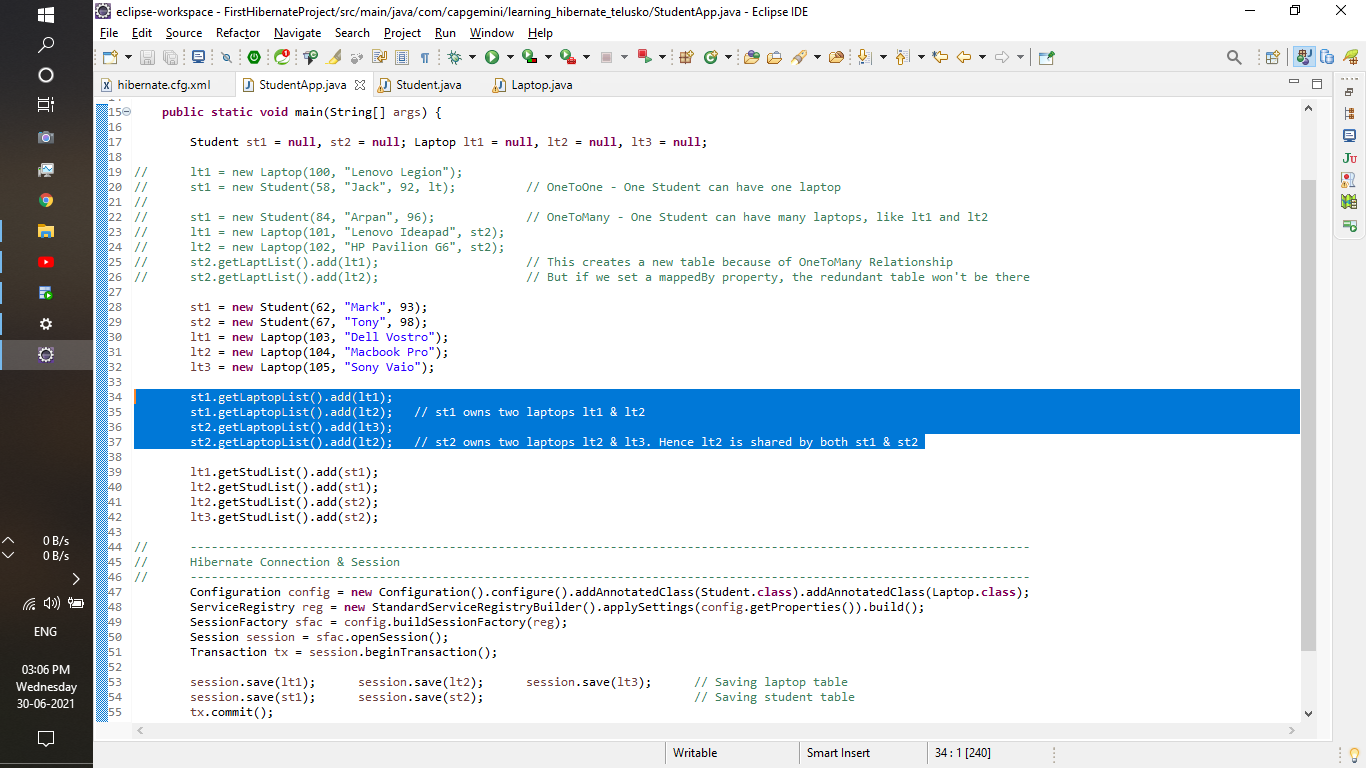 eclipse-workspace - FirstHibernateProject/src/main/java/com/capgemini/learning_hibernate_telusko/StudentApp.java - Eclipse IDE
File Edit Source Refactor Navigate Search Project Run Window Help
hibernate.cfg.xml StudentApp.java Student.java Laptop.java
15 public static void main(String[] args) {
16
17 Student st1 = null, st2 = null; Laptop lt1 = null, lt2 = null, lt3 = null;
18
19 // lt1 = new Laptop(100, "Lenovo Legion");
20 // st1 = new Student(58, "Jack", 92, lt); // OneToOne - One Student can have one laptop
21 //
22 // st1 = new Student(84, "Arpan", 96); // OneToMany - One Student can have many laptops, like lt1 and lt2
23 // lt1 = new Laptop(101, "Lenovo Ideapad", st2);
24 // lt2 = new Laptop(102, "HP Pavilion G6", st2);
25 // st2.getLaptList().add(lt1); // This creates a new table because of OneToMany Relationship
26 // st2.getLaptList().add(lt2); // But if we set a mappedBy property, the redundant table won't be there
27
28 st1 = new Student(62, "Mark", 93);
29 st2 = new Student(67, "Tony", 98);
30 lt1 = new Laptop(103, "Dell Vostro");
31 lt2 = new Laptop(104, "Macbook Pro");
32 lt3 = new Laptop(105, "Sony Vaio");
33
34 st1.getLaptopList().add(lt1);
35 st1.getLaptopList().add(lt2); // st1 owns two laptops lt1 & lt2
36 st2.getLaptopList().add(lt3);
37 st2.getLaptopList().add(lt2); // st2 owns two laptops lt2 & lt3. Hence lt2 is shared by both st1 & st2
38
39 lt1.getStudList().add(st1);
40 lt2.getStudList().add(st1);
41 lt2.getStudList().add(st2);
42 lt3.getStudList().add(st2);
43
44 // ------------------------------------------------------------------------------------------------------------------------
45 // Hibernate Connection & Session
46 // ------------------------------------------------------------------------------------------------------------------------
47 Configuration config = new Configuration().configure().addAnnotatedClass(Student.class).addAnnotatedClass(Laptop.class);
48 ServiceRegistry reg = new StandardServiceRegistryBuilder().applySettings(config.getProperties()).build();
49 SessionFactory sfac = config.buildSessionFactory(reg);
50 Session session = sfac.openSession();
51 Transaction tx = session.beginTransaction();
52
53 session.save(lt1); session.save(lt2); session.save(lt3); // Saving laptop table
54 session.save(st1); session.save(st2); // Saving student table
55 tx.commit();
Writable Smart Insert 34 : 1 [240]
0 B/s
0 B/s
ENG
03:06 PM
Wednesday
30-06-2021